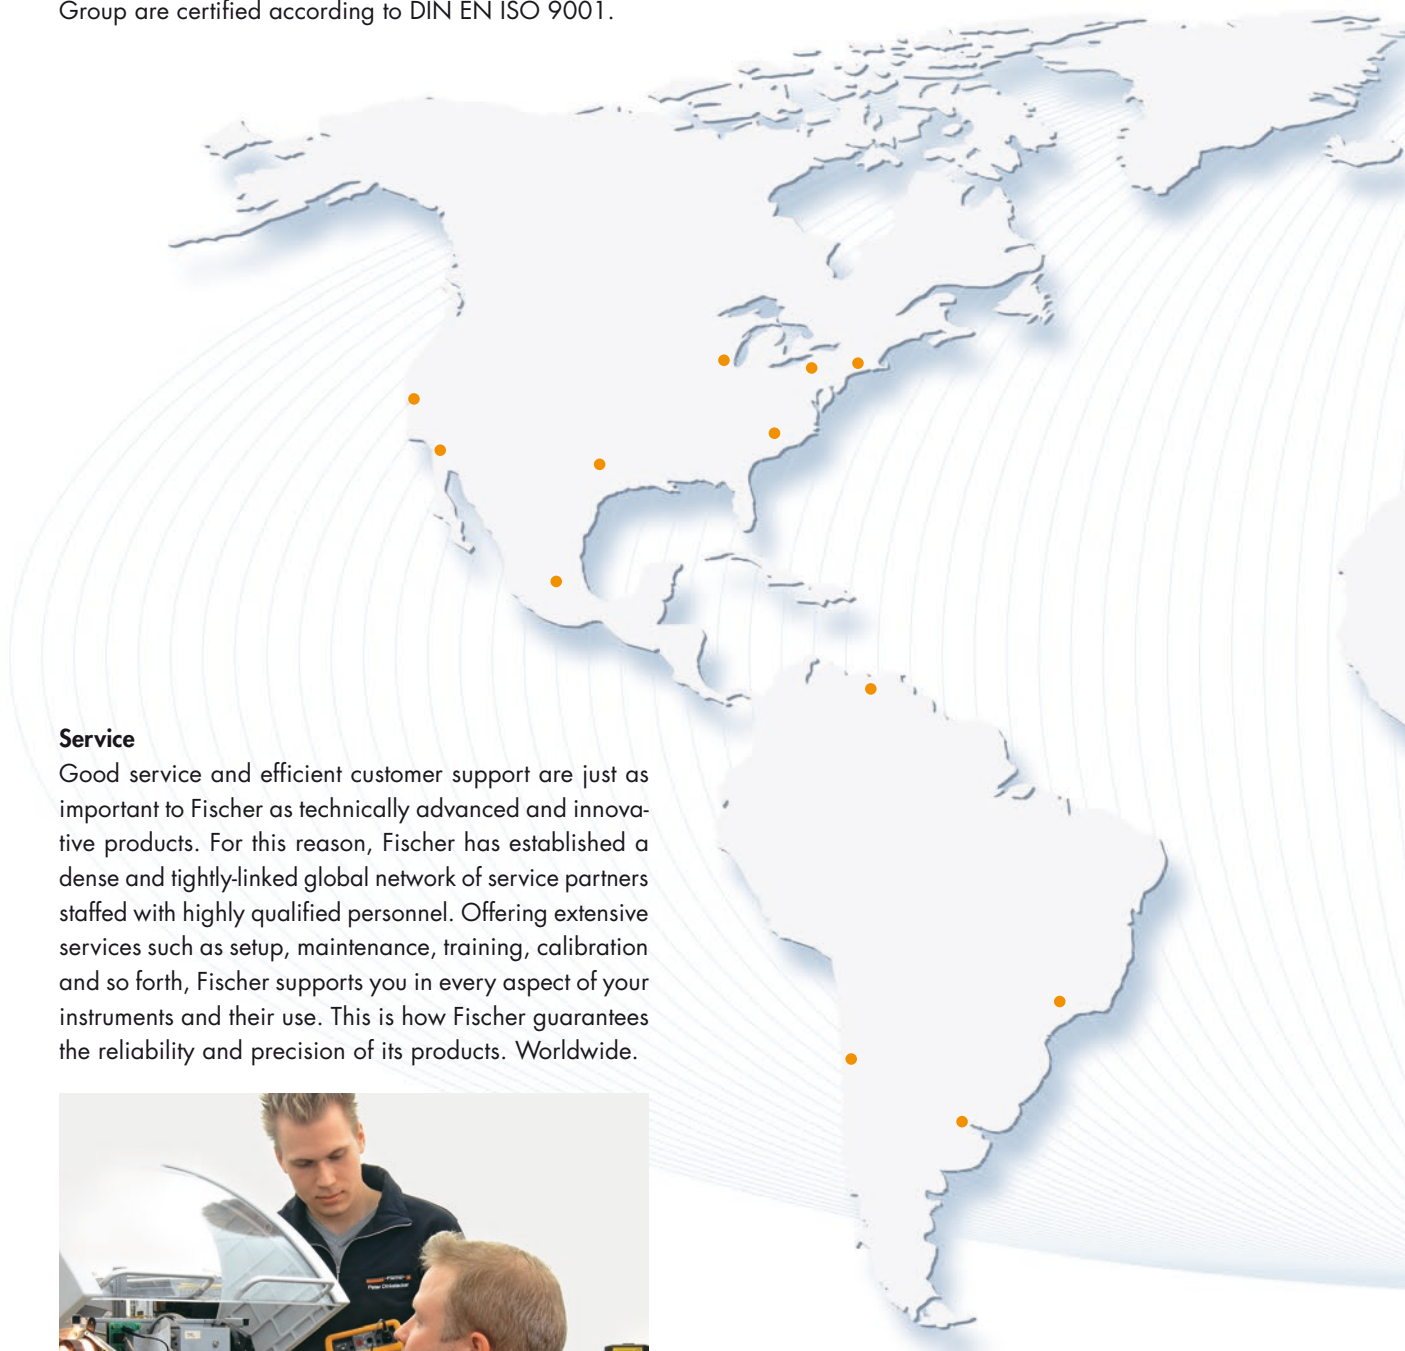 Group are certified according to DIN EN ISO 9001.
Service
Good service and efficient customer support are just as
important to Fischer as technically advanced and innova-
tive products. For this reason, Fischer has established a
dense and tightly-linked global network of service partners
staffed with highly qualified personnel. Offering extensive
services such as setup, maintenance, training, calibration
and so forth, Fischer supports you in every aspect of your
instruments and their use. This is how Fischer guarantees
the reliability and precision of its products. Worldwide.